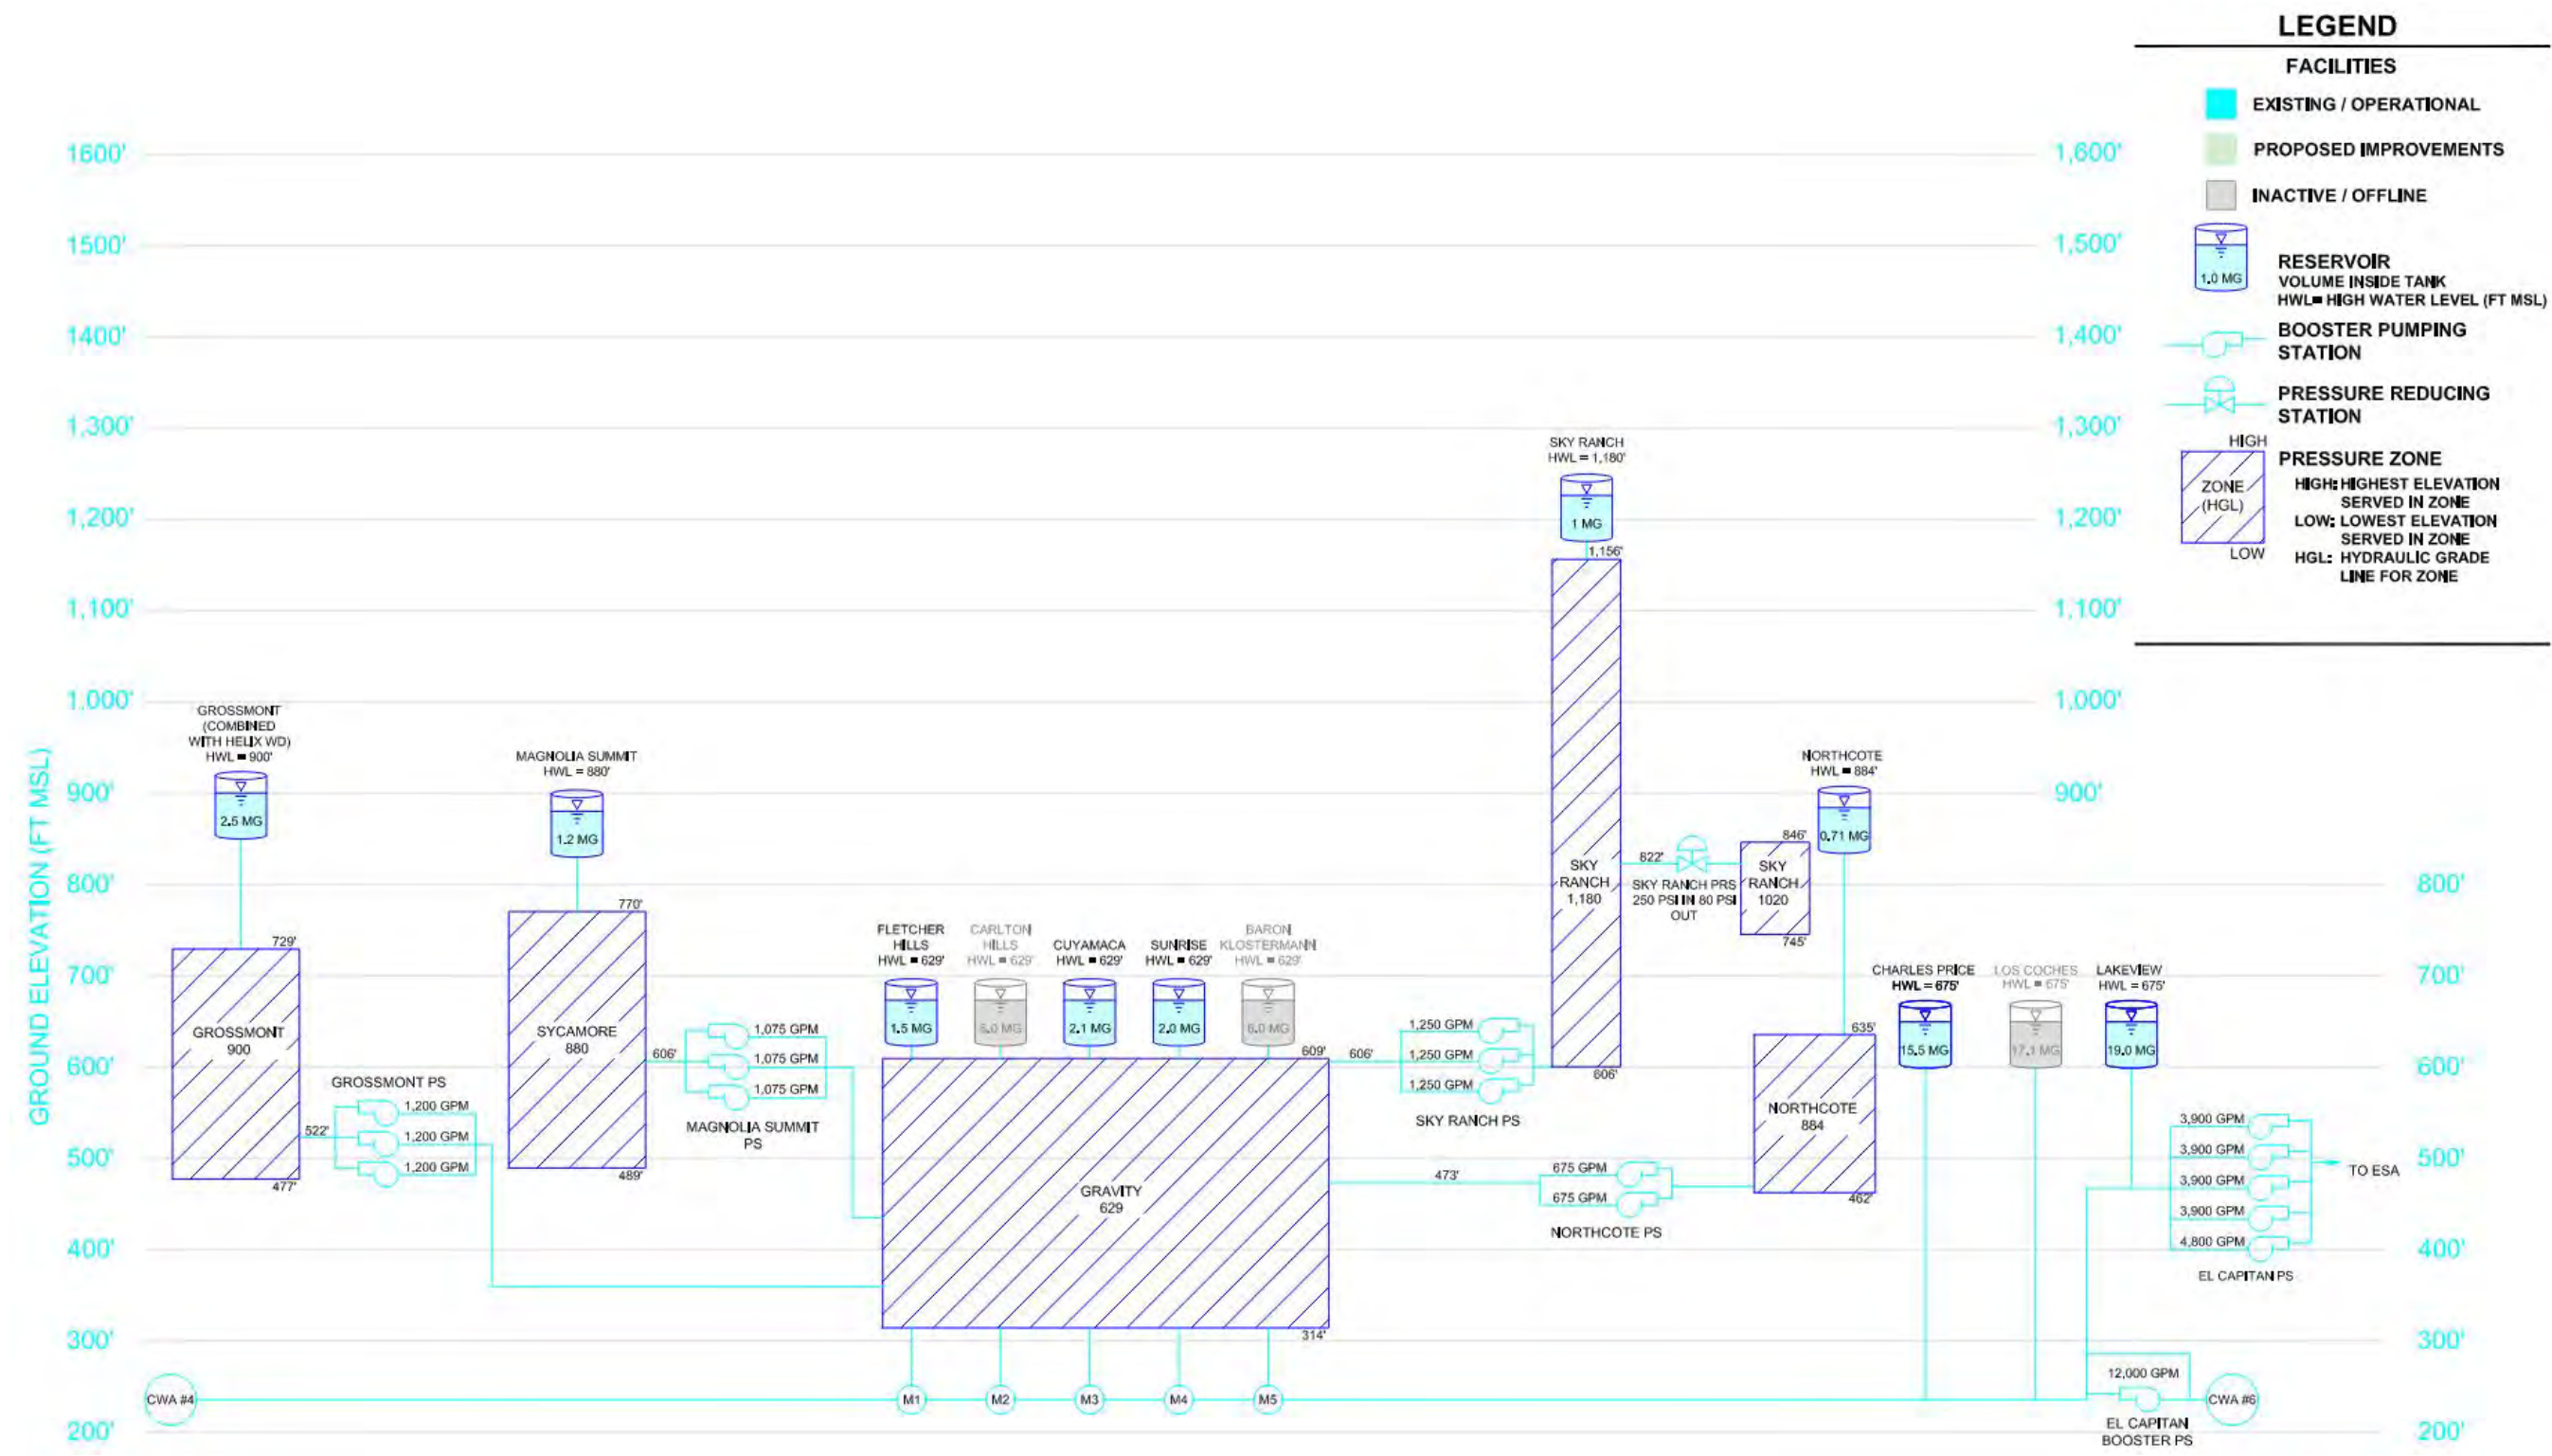 LEGEND
FACILITIES
EXISTING / OPERATIONAL
PROPOSED IMPROVEMENTS
INACTIVE / OFFLINE
1.0 MG
RESERVOIR
VOLUME INSIDE TANK
HWL= HIGH WATER LEVEL (FT MSL)
BOOSTER PUMPING
STATION
PRESSURE REDUCING
STATION
HIGH
ZONE
(HGL)
LOW
PRESSURE ZONE
HIGH: HIGHEST ELEVATION
SERVED IN ZONE
LOW: LOWEST ELEVATION
SERVED IN ZONE
HGL: HYDRAULIC GRADE
LINE FOR ZONE
GROUND ELEVATION (FT MSL)
1600'
1500'
1400'
1,300'
1,200'
1,100'
1,000'
900'
800'
700'
600'
500'
400'
300'
200'
1,600'
1,500'
1,400'
1,300'
1,200'
1,100'
1,000'
900'
800'
700'
600'
500'
400'
300'
200'
GROSSMONT
(COMBINED
WITH HELIX WD)
HWL = 900'
2.5 MG
729'
GROSSMONT
900
477'
522'
GROSSMONT PS
1,200 GPM
1,200 GPM
1,200 GPM
MAGNOLIA SUMMIT
HWL = 880'
1.2 MG
770'
SYCAMORE
880
489'
606'
1,075 GPM
1,075 GPM
1,075 GPM
MAGNOLIA SUMMIT
PS
FLETCHER
HILLS
HWL = 629'
1.5 MG
CARLTON
HILLS
HWL = 629'
CUYAMACA
HWL = 629'
2.1 MG
SUNRISE
HWL = 629'
2.0 MG
BARON
KLOSTERMANN
HWL = 629'
6.0 MG
609'
GRAVITY
629
314'
606'
1,250 GPM
1,250 GPM
1,250 GPM
SKY RANCH PS
473'
675 GPM
675 GPM
NORTHCOTE PS
SKY RANCH
HWL = 1,180'
1 MG
1,156'
SKY
RANCH
1,180
606'
822'
SKY RANCH PRS
250 PSI IN 80 PSI
OUT
846'
SKY
RANCH
1020
745'
NORTHCOTE
HWL = 884'
0.71 MG
635'
NORTHCOTE
884
462'
CHARLES PRICE
HWL = 675'
15.5 MG
LOS COCHES
HWL = 675'
17.1 MG
LAKEVIEW
HWL = 675'
19.0 MG
3,900 GPM
3,900 GPM
3,900 GPM
3,900 GPM
4,800 GPM
TO ESA
EL CAPITAN PS
CWA #4
M1
M2
M3
M4
M5
12,000 GPM
CWA #6
EL CAPITAN
BOOSTER PS